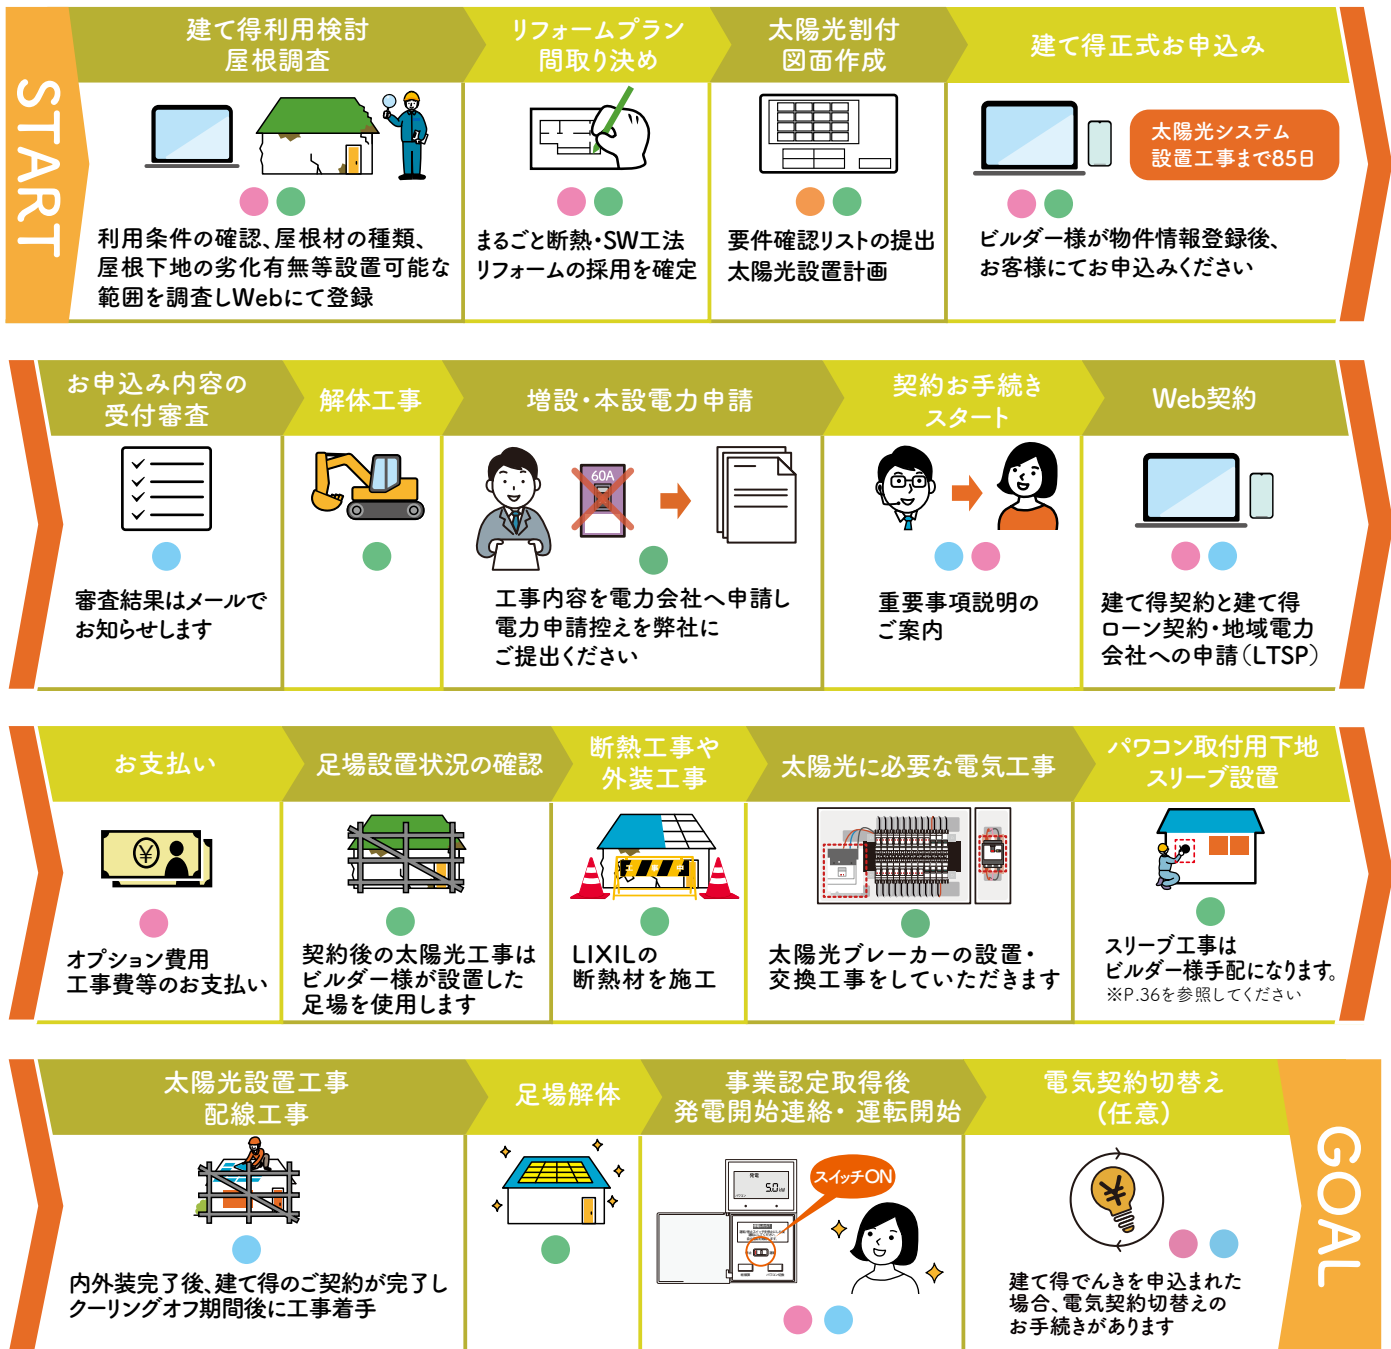 START
建て得利用検討
屋根調査
利用条件の確認、屋根材の種類、
屋根下地の劣化有無等設置可能な
範囲を調査しWebにて登録
リフォームプラン
間取り決め
まるごと断熱・SW工法
リフォームの採用を確定
太陽光割付
図面作成
要件確認リストの提出
太陽光設置計画
建て得正式お申込み
太陽光システム
設置工事まで85日
ビルダー様が物件情報登録後、
お客様にてお申込みください
お申込み内容の
受付審査
審査結果はメールで
お知らせします
解体工事
増設・本設電力申請
60A
工事内容を電力会社へ申請し
電力申請控えを弊社に
ご提出ください
契約お手続き
スタート
重要事項説明の
ご案内
Web契約
建て得契約と建て得
ローン契約・地域電力
会社への申請(LTSP)
お支払い
オプション費用
工事費等のお支払い
足場設置状況の確認
契約後の太陽光工事は
ビルダー様が設置した
足場を使用します
断熱工事や
外装工事
LIXILの
断熱材を施工
太陽光に必要な電気工事
太陽光ブレーカーの設置・
交換工事をしていただきます
パワコン取付用下地
スリーブ設置
スリーブ工事は
ビルダー様手配になります。
※P.36を参照してください
太陽光設置工事
配線工事
内外装完了後、建て得のご契約が完了し
クーリングオフ期間後に工事着手
足場解体
事業認定取得後
発電開始連絡・運転開始
5.0
スイッチON
電気契約切替え
(任意)
建て得でんきを申込まれた
場合、電気契約切替えの
お手続きがあります
GOAL